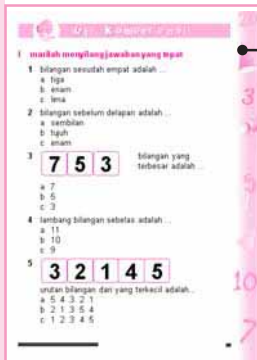 Uji Kompetensi
I marilah menyilang jawaban yang tepat
1 bilangan sesudah empat adalah ...
a tiga
b enam
c lima
2 bilangan sebelum delapan adalah ...
a sembilan
b tujuh
c enam
3 7 5 3 bilangan yang terbesar adalah ...
a 7
b 5
c 3
4 lambang bilangan sebelas adalah ...
a 11
b 10
c 9
5 3 2 1 4 5
urutan bilangan dari yang terkecil adalah...
a 5 4 3 2 1
b 2 1 3 5 4
c 1 2 3 4 5